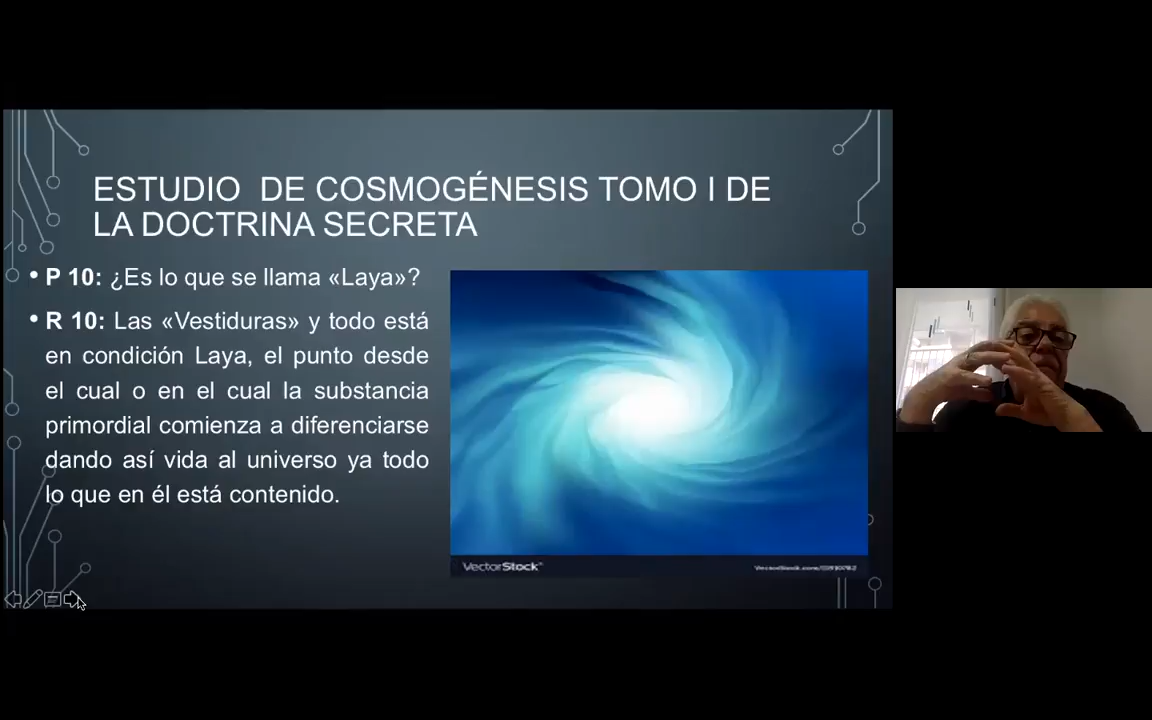 ESTUDIO DE COSMOGÉNESIS TOMO I DE
LA DOCTRINA SECRETA
• P 10: ¿Es lo que se llama «Laya»?
• R 10: Las «Vestiduras» y todo está
en condición Laya, el punto desde
el cual o en el cual la substancia
primordial comienza a diferenciarse
dando así vida al universo ya todo
lo que en él está contenido.
VectorStock